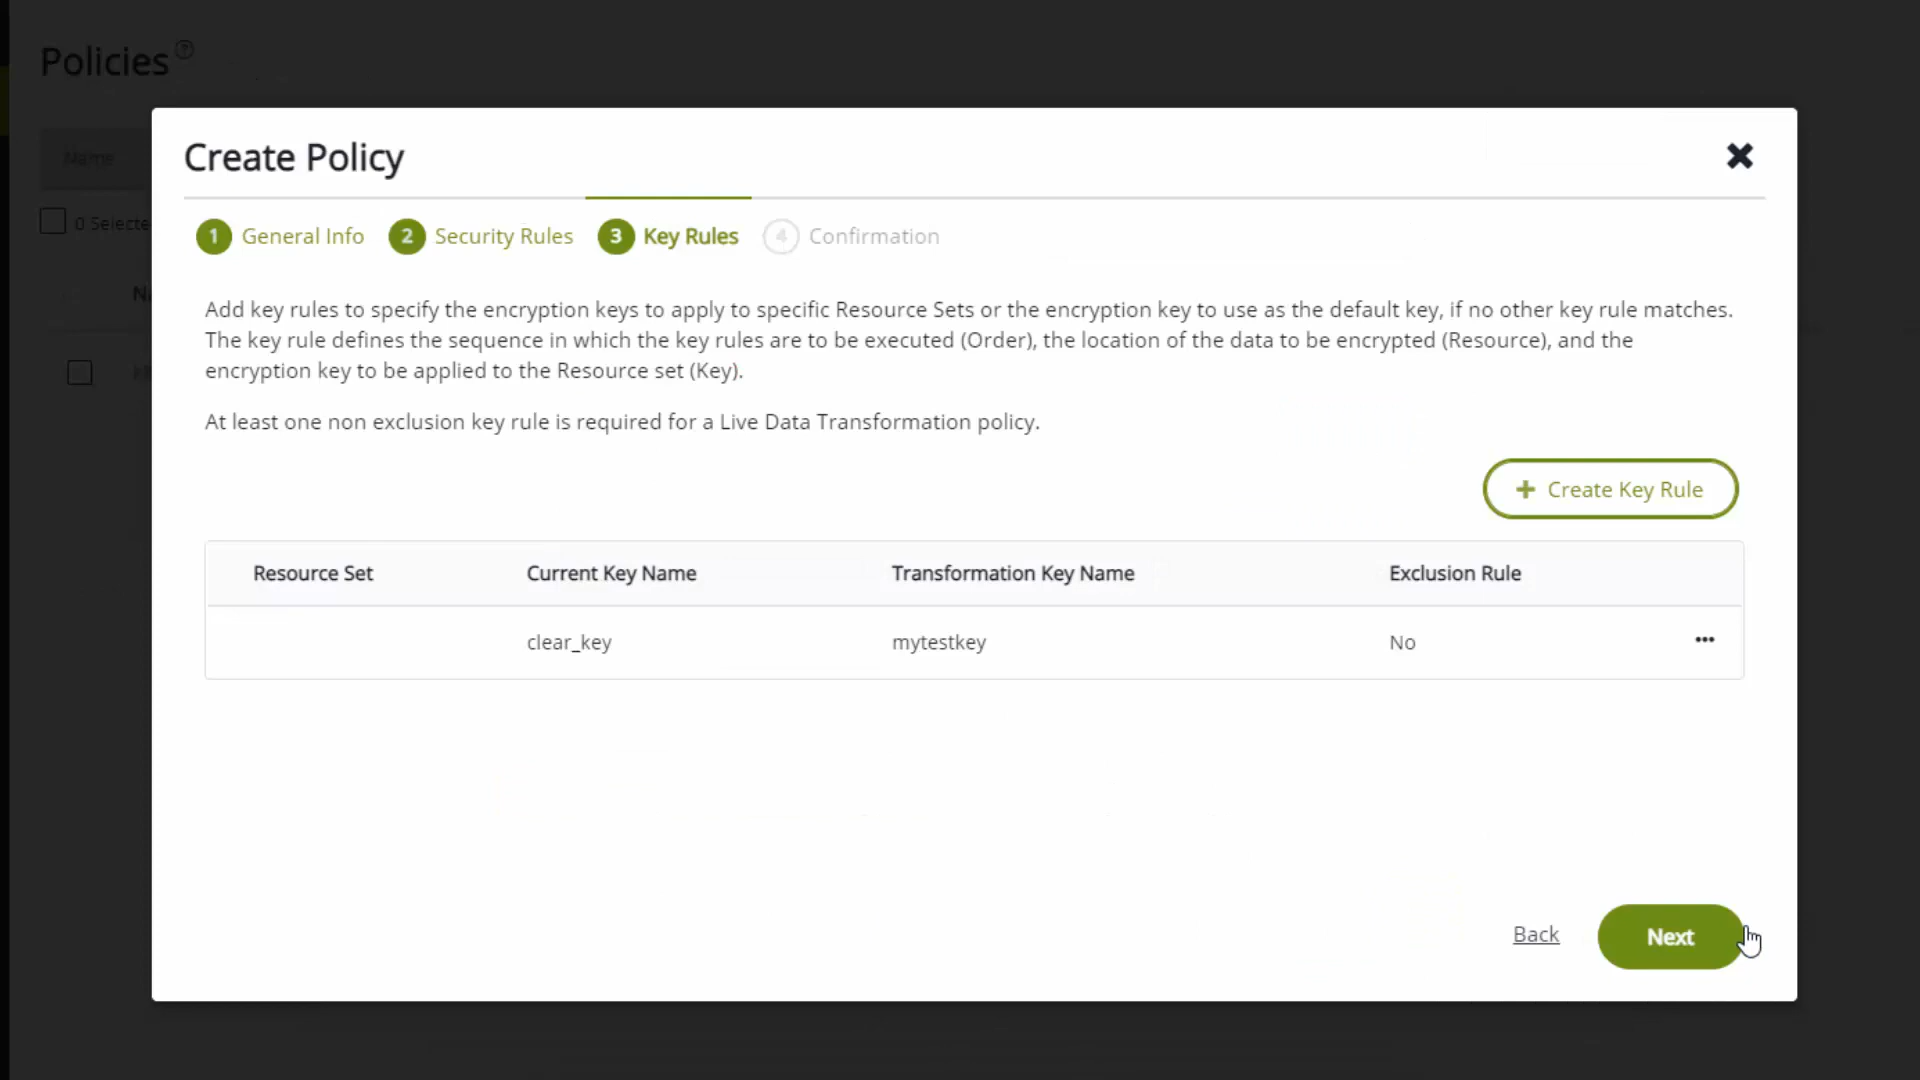 Policies
Name
0 Selecte
Create Policy
1 General Info 2 Security Rules 3 Key Rules 4 Confirmation
Add key rules to specify the encryption keys to apply to specific Resource Sets or the encryption key to use as the default key, if no other key rule matches.
The key rule defines the sequence in which the key rules are to be executed (Order), the location of the data to be encrypted (Resource), and the
encryption key to be applied to the Resource set (Key).
At least one non exclusion key rule is required for a Live Data Transformation policy.
+ Create Key Rule
Resource Set Current Key Name Transformation Key Name Exclusion Rule
clear_key mytestkey No •••
Back Next